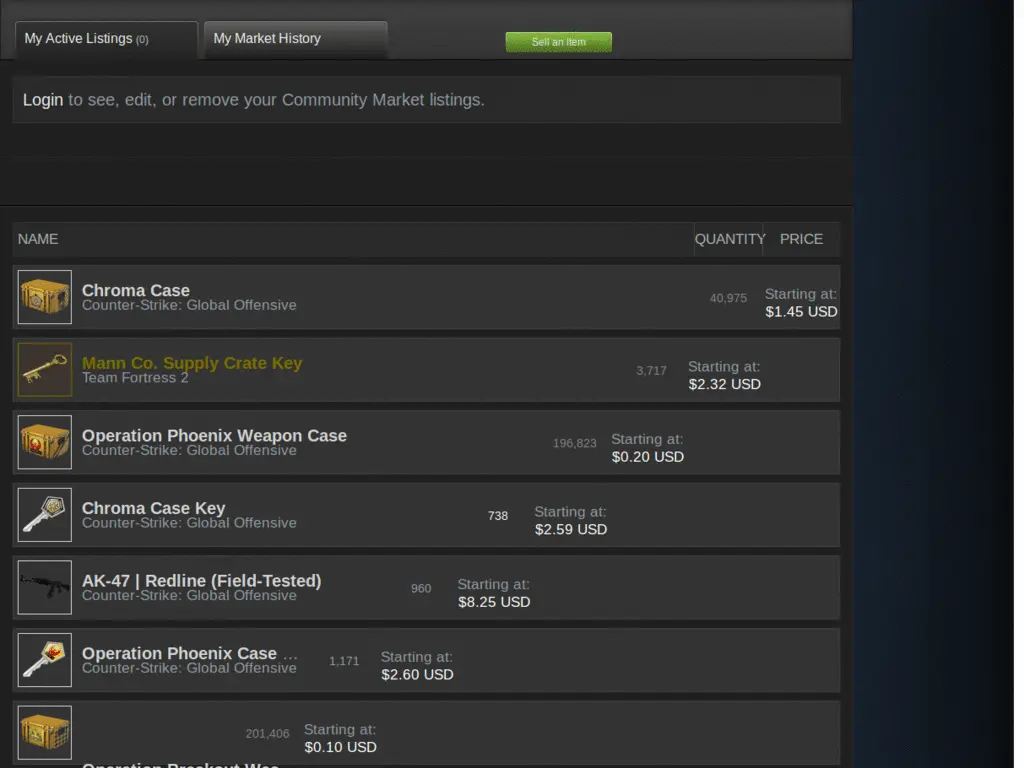 My Active Listings (0)
My Market History
Sell an item
Login to see, edit, or remove your Community Market listings.
NAME
QUANTITY
PRICE
Chroma Case
Counter-Strike: Global Offensive
40,975
Starting at:
$1.45 USD
Mann Co. Supply Crate Key
Team Fortress 2
3,717
Starting at:
$2.32 USD
Operation Phoenix Weapon Case
Counter-Strike: Global Offensive
196,823
Starting at:
$0.20 USD
Chroma Case Key
Counter-Strike: Global Offensive
738
Starting at:
$2.59 USD
AK-47 | Redline (Field-Tested)
Counter-Strike: Global Offensive
960
Starting at:
$8.25 USD
Operation Phoenix Case ...
Counter-Strike: Global Offensive
1,171
Starting at:
$2.60 USD
201,406
Starting at:
$0.10 USD
Operation Breakout Wea